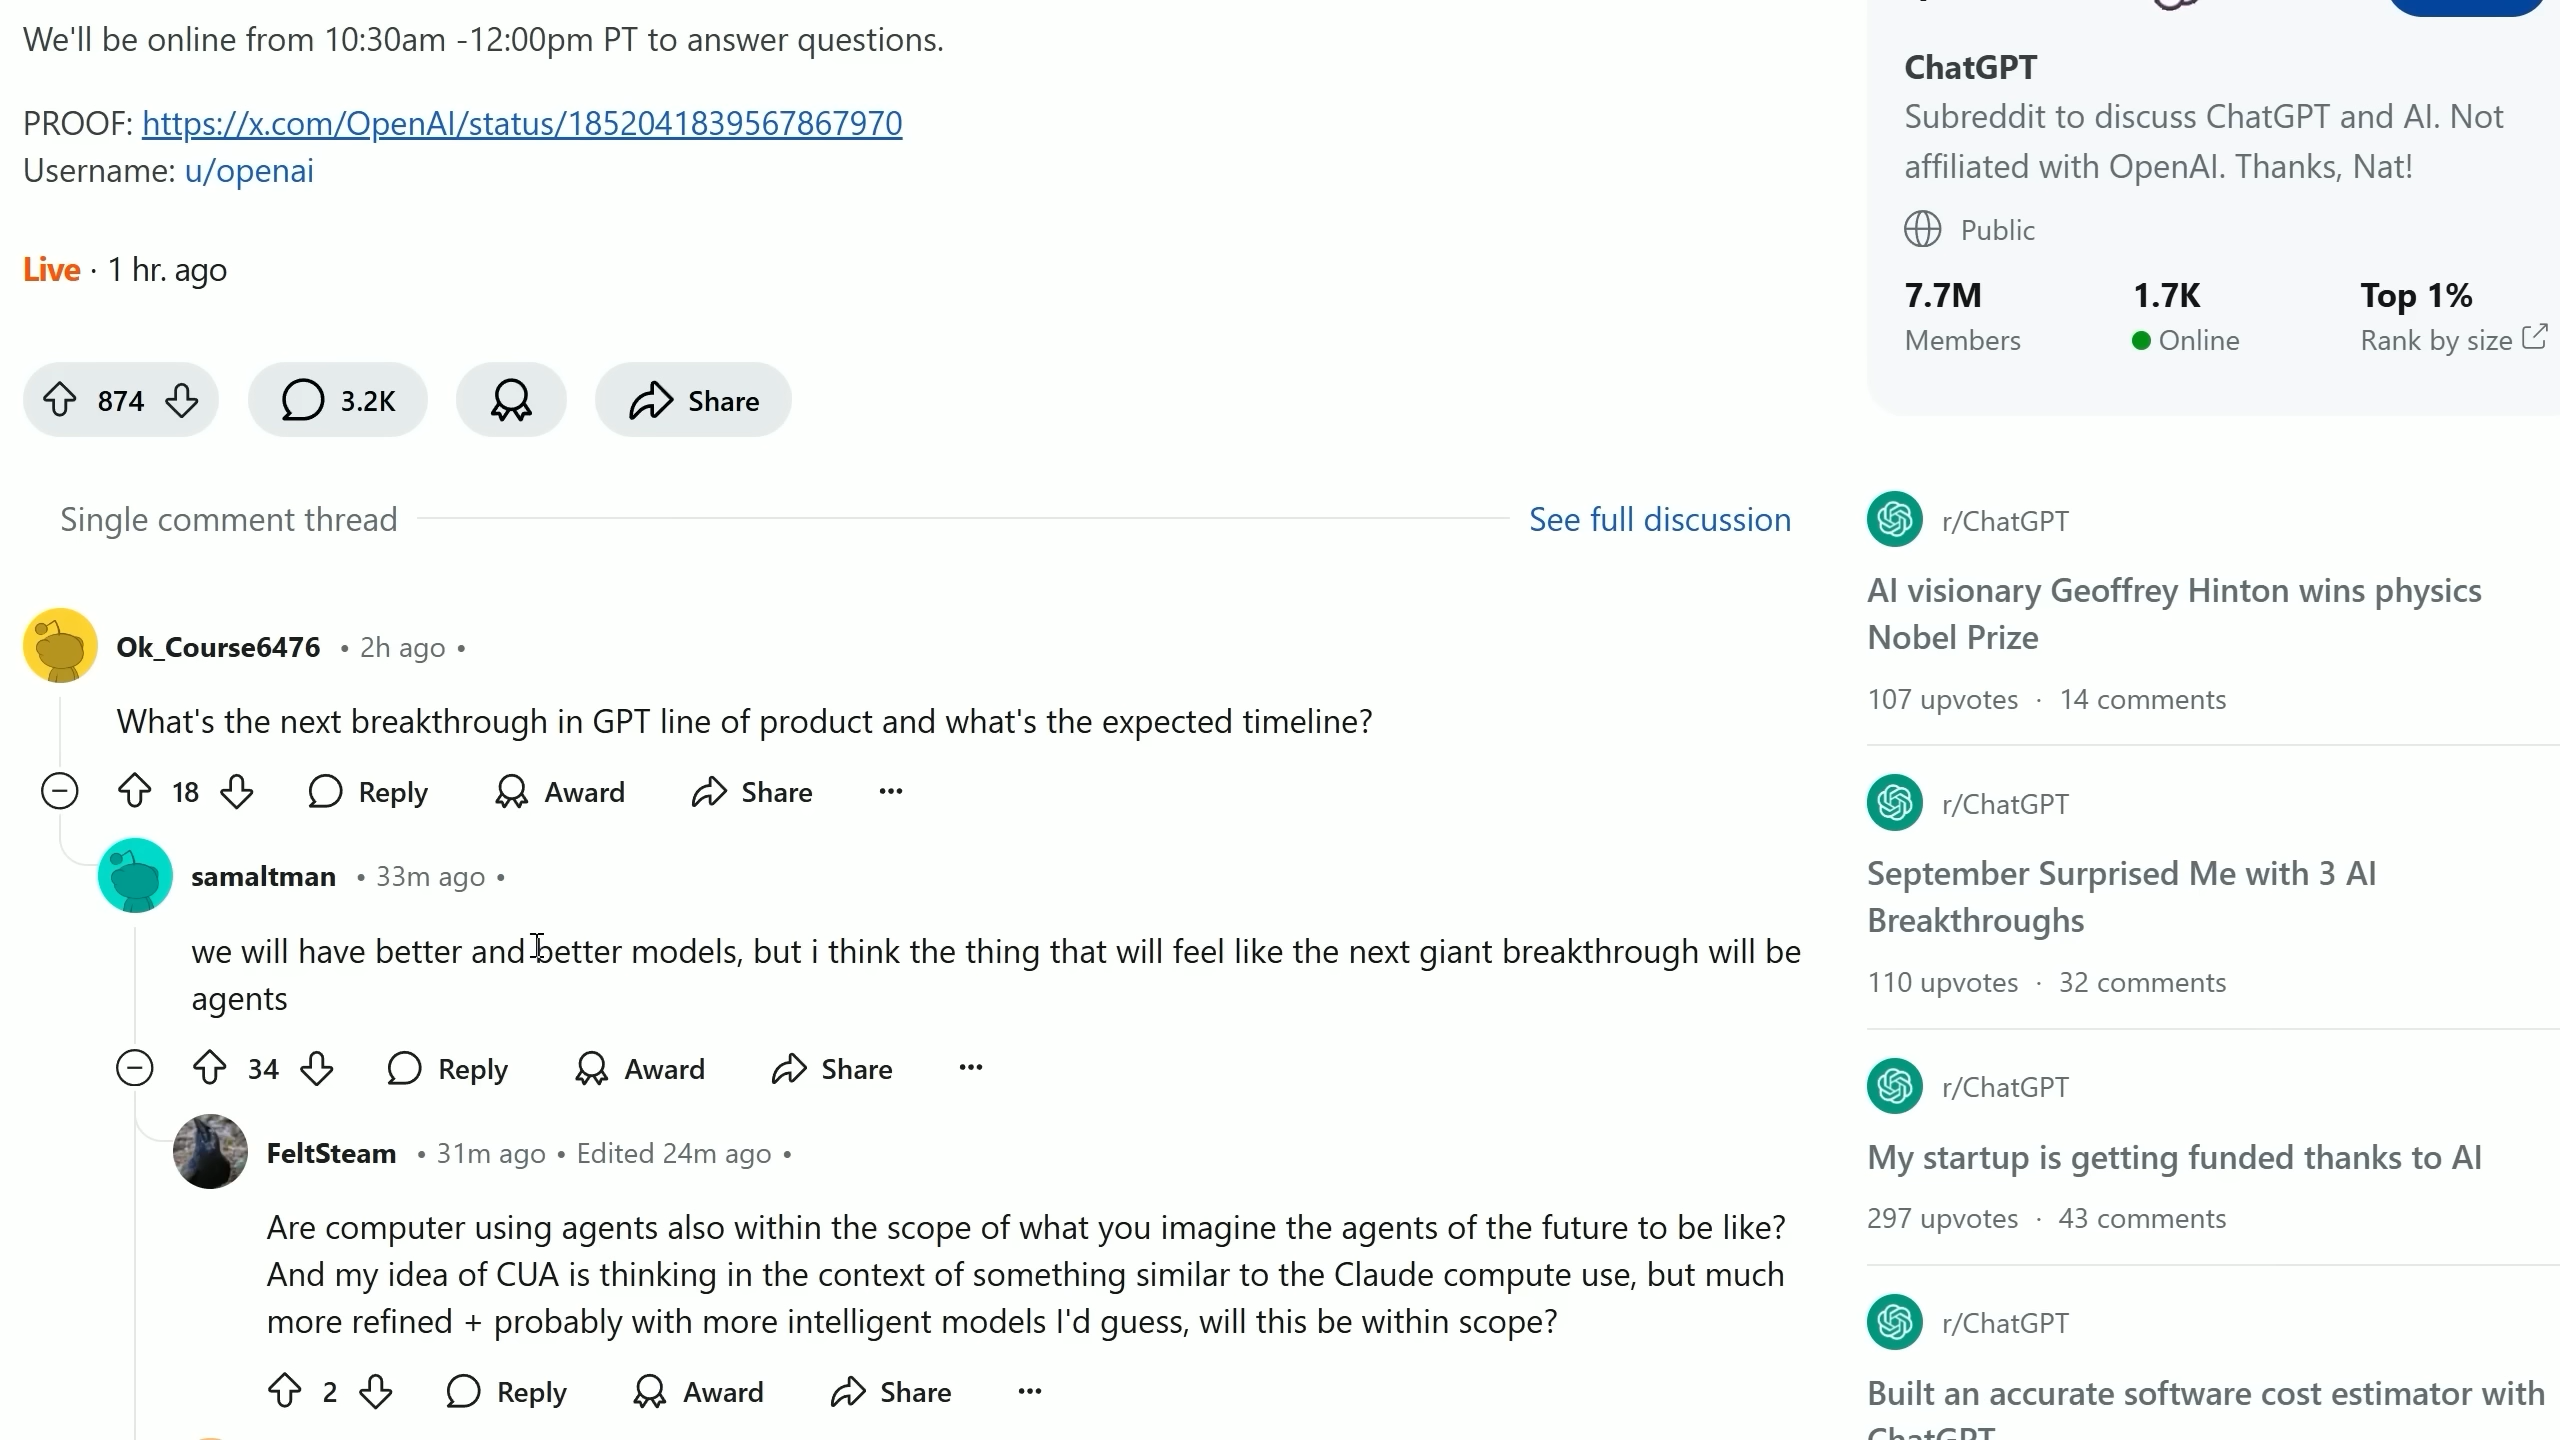 We'll be online from 10:30am -12:00pm PT to answer questions.
PROOF: https://x.com/OpenAI/status/1852041839567867970
Username: u/openai
Live · 1 hr. ago
874
3.2K
Share
Single comment thread
See full discussion
Ok_Course6476 • 2h ago •
What's the next breakthrough in GPT line of product and what's the expected timeline?
18 Reply Award Share ···
samaltman • 33m ago •
we will have better and better models, but i think the thing that will feel like the next giant breakthrough will be
agents
34 Reply Award Share ···
FeltSteam • 31m ago • Edited 24m ago •
Are computer using agents also within the scope of what you imagine the agents of the future to be like?
And my idea of CUA is thinking in the context of something similar to the Claude compute use, but much
more refined + probably with more intelligent models I'd guess, will this be within scope?
2 Reply Award Share ···
ChatGPT
Subreddit to discuss ChatGPT and AI. Not
affiliated with OpenAI. Thanks, Nat!
Public
7.7M 1.7K Top 1%
Members Online Rank by size
r/ChatGPT
AI visionary Geoffrey Hinton wins physics
Nobel Prize
107 upvotes · 14 comments
r/ChatGPT
September Surprised Me with 3 AI
Breakthroughs
110 upvotes · 32 comments
r/ChatGPT
My startup is getting funded thanks to AI
297 upvotes · 43 comments
r/ChatGPT
Built an accurate software cost estimator with
ChatGPT